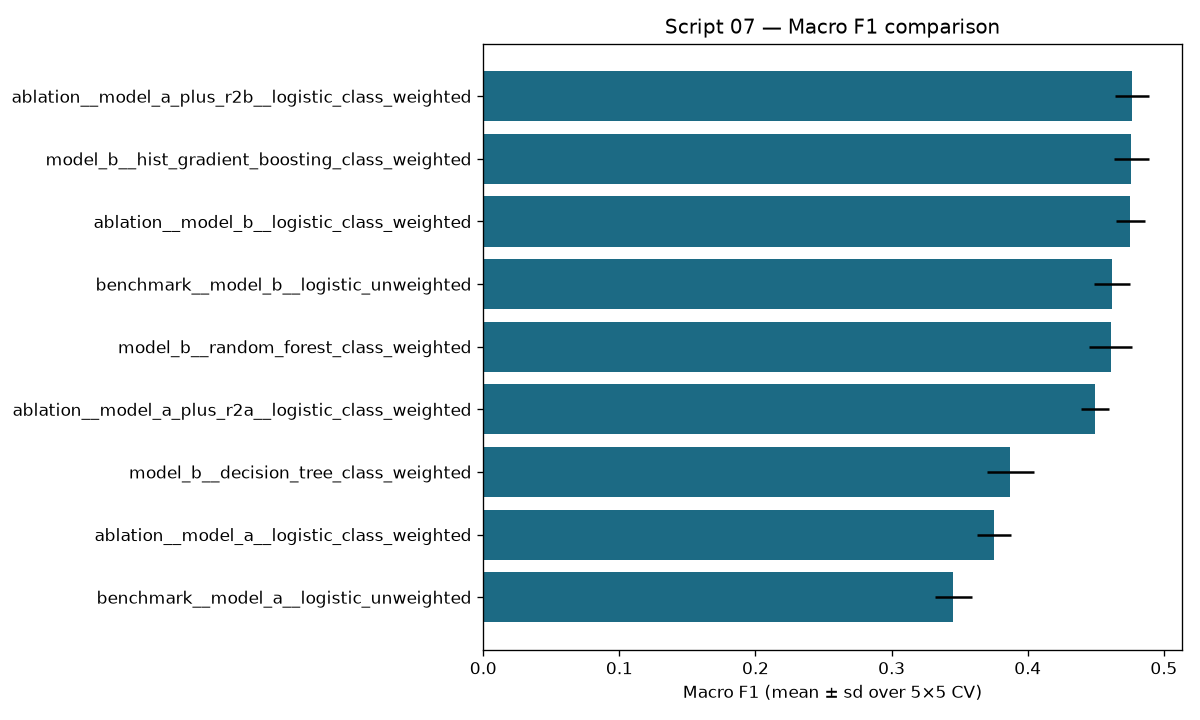 Script 07 — Macro F1 comparison
ablation__model_a_plus_r2b__logistic_class_weighted
model_b__hist_gradient_boosting_class_weighted
ablation__model_b__logistic_class_weighted
benchmark__model_b__logistic_unweighted
model_b__random_forest_class_weighted
ablation__model_a_plus_r2a__logistic_class_weighted
model_b__decision_tree_class_weighted
ablation__model_a__logistic_class_weighted
benchmark__model_a__logistic_unweighted
0.0 0.1 0.2 0.3 0.4 0.5
Macro F1 (mean ± sd over 5×5 CV)